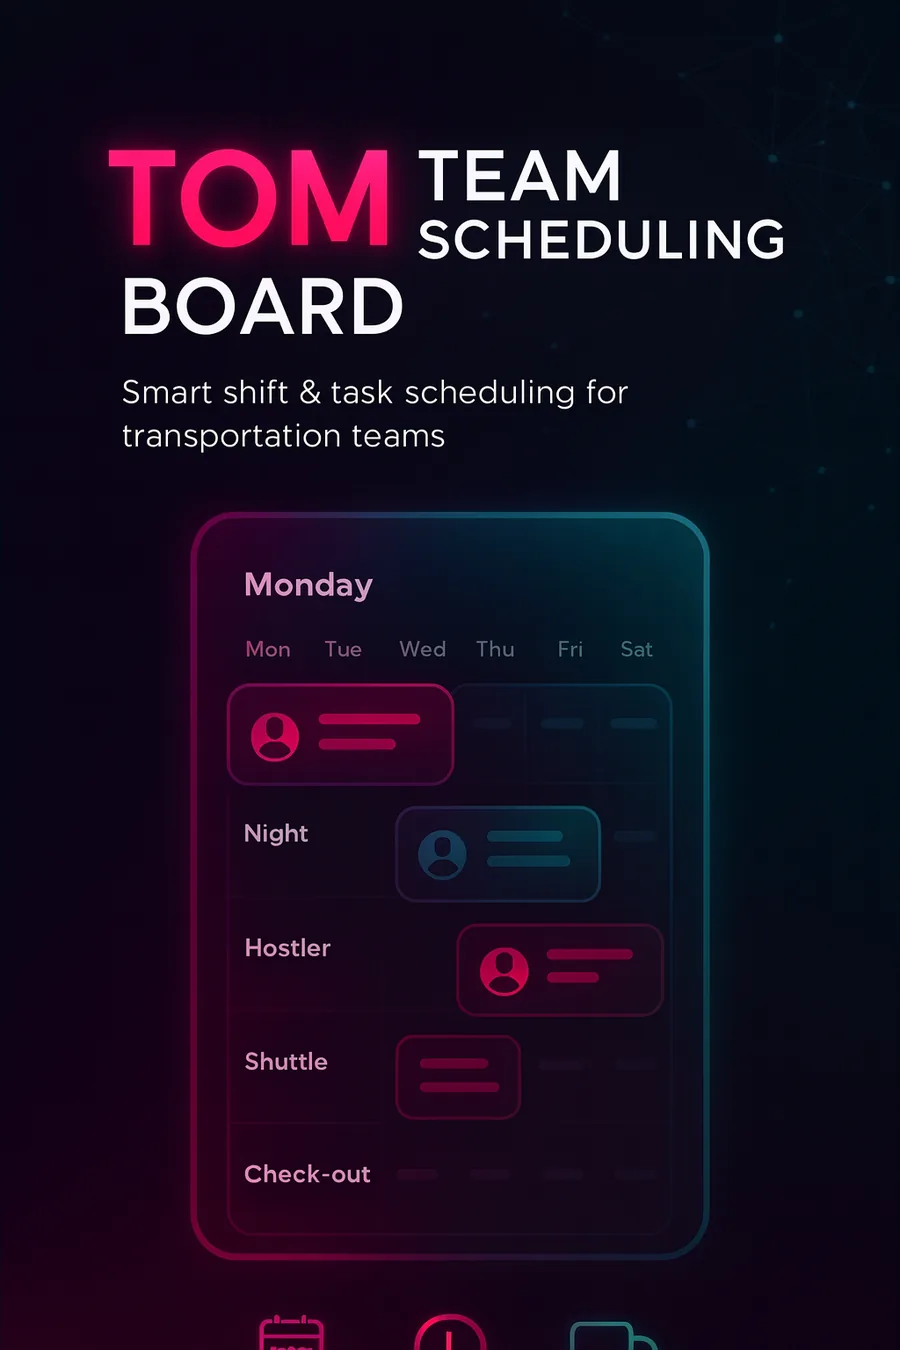 TOM TEAM
SCHEDULING
BOARD
Smart shift & task scheduling for
transportation teams
Monday
Mon Tue Wed Thu Fri Sat
Night
Hostler
Shuttle
Check-out